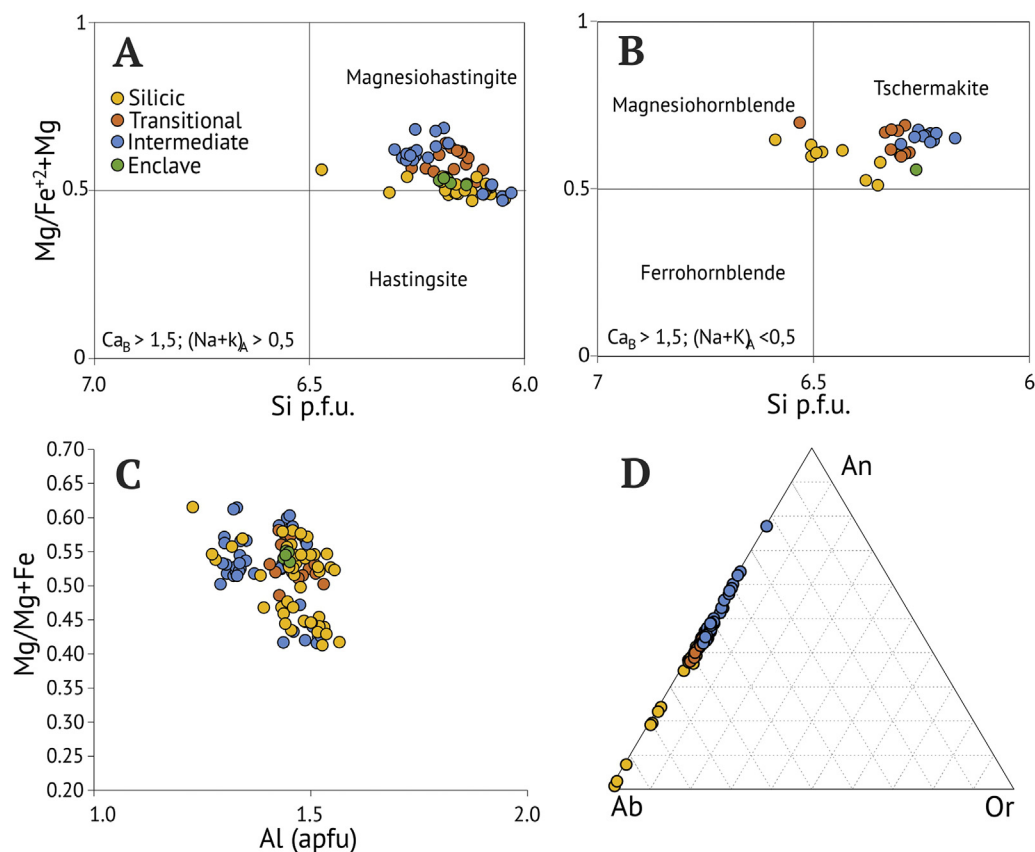 A
1
Magnesiohastingite
Silicic
Transitional
Intermediate
Enclave
Mg/Fe+2+Mg
0.5
Hastingsite
CaB > 1,5; (Na+k)A > 0,5
0
7.0
6.5
6.0
Si p.f.u.
B
1
Tschermakite
Magnesiohornblende
0.5
Ferrohornblende
CaB > 1,5; (Na+K)A <0,5
0
7
6.5
6
Si p.f.u.
C
0.70
0.65
0.60
0.55
0.50
0.45
0.40
0.35
0.30
0.25
0.20
Mg/Mg+Fe
1.0
1.5
2.0
Al (apfu)
D
An
Ab
Or